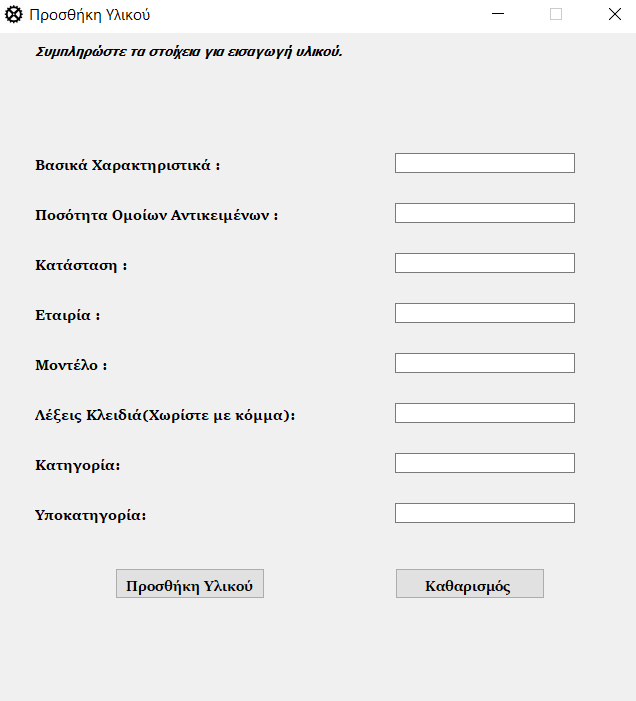 Προσθήκη Υλικού
Συμπληρώστε τα στοίχεια για εισαγωγή υλικού.
Βασικά Χαρακτηριστικά :
Ποσότητα Ομοίων Αντικειμένων :
Κατάσταση :
Εταιρία :
Μοντέλο :
Λέξεις Κλειδιά(Χωρίστε με κόμμα):
Κατηγορία:
Υποκατηγορία:
Προσθήκη Υλικού
Καθαρισμός